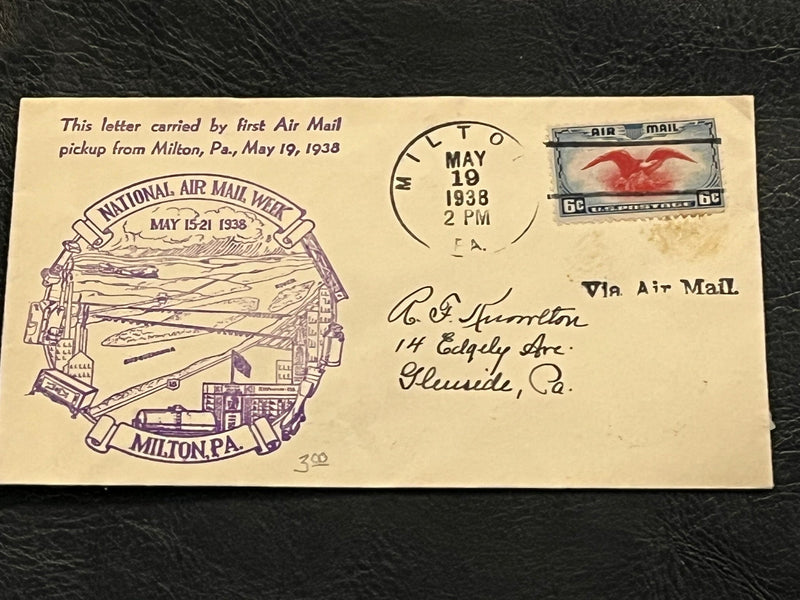 This letter carried by first Air Mail
pickup from Milton, Pa., May 19, 1938
NATIONAL AIR MAIL WEEK
MAY 15-21 1938
MILTON, PA.
3.00
MILTO
MAY
19
1938
2 PM
PA.
AIR MAIL
6c U.S. POSTAGE 6c
Via Air Mail.
R. F. Knowlton
14 Edgely Ave.
Glenside, Pa.